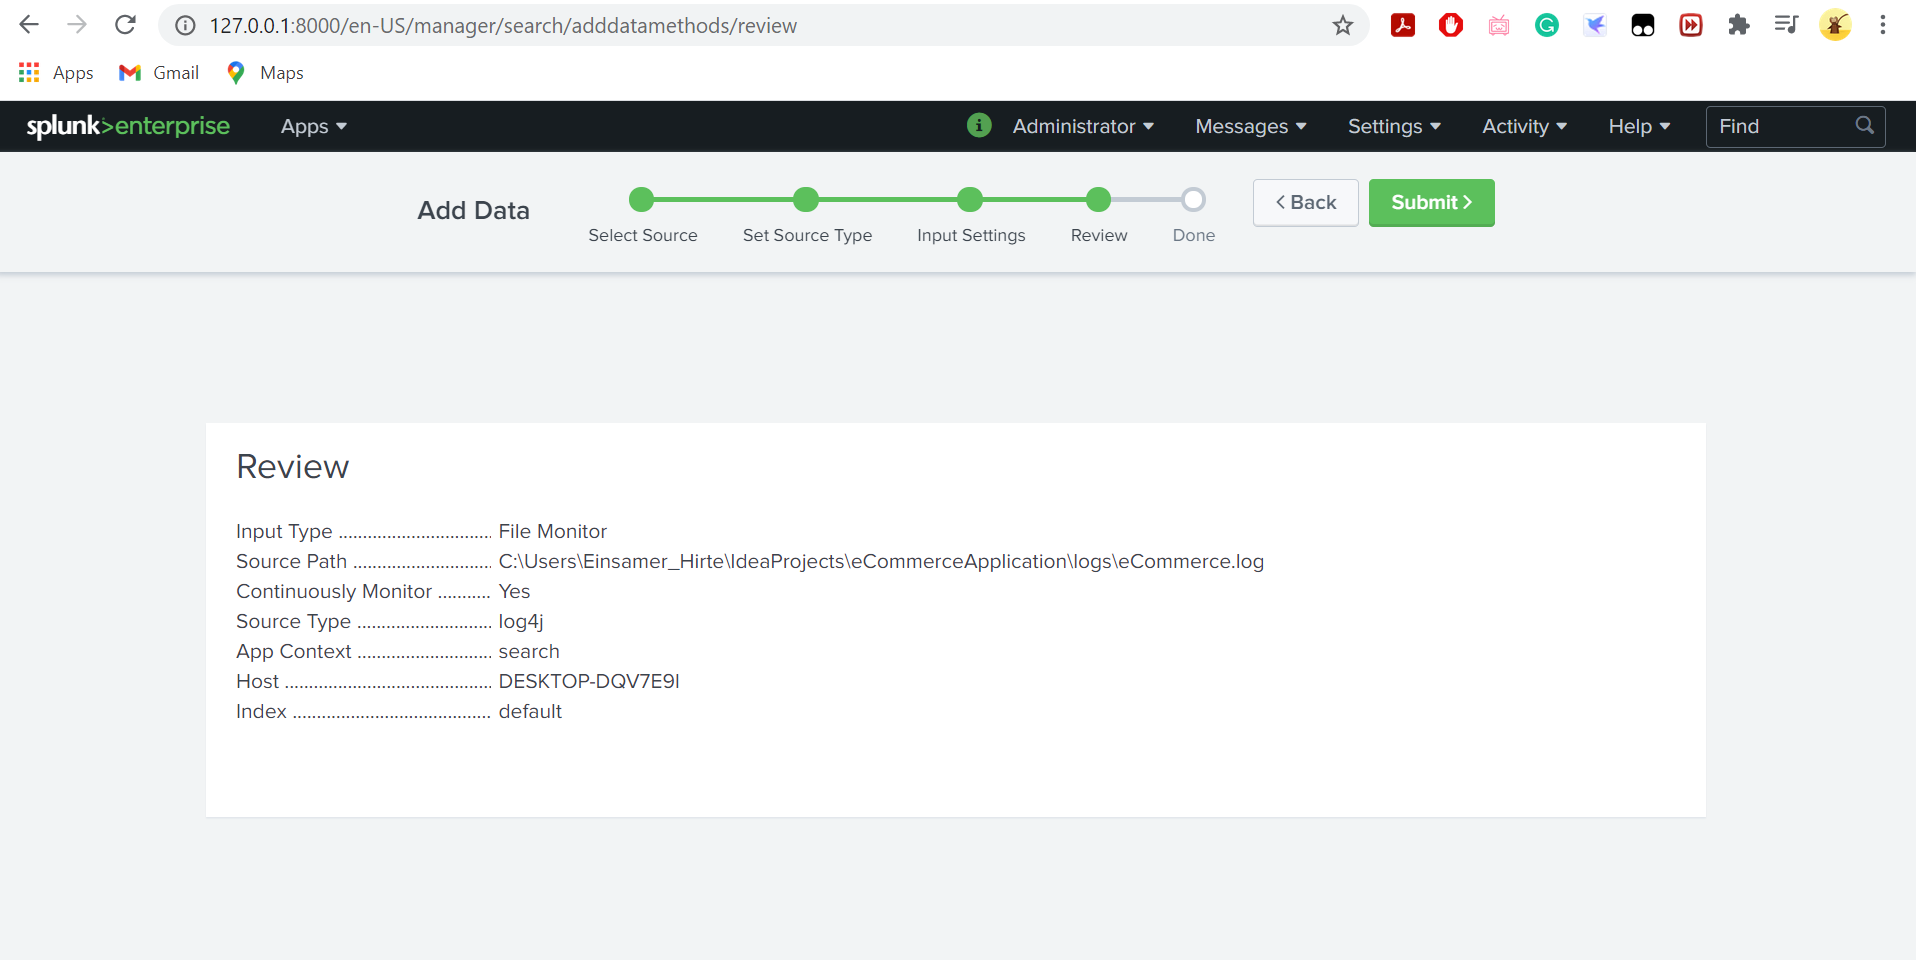 127.0.0.1:8000/en-US/manager/search/adddatamethods/review
Apps Gmail Maps
splunk>enterprise Apps Administrator Messages Settings Activity Help Find
Add Data
Select Source Set Source Type Input Settings Review Done
< Back Submit >
Review
Input Type ................................ File Monitor
Source Path ............................. C:\Users\Einsamer_Hirte\IdeaProjects\eCommerceApplication\logs\eCommerce.log
Continuously Monitor ........... Yes
Source Type ............................ log4j
App Context ............................ search
Host ........................................... DESKTOP-DQV7E9I
Index ......................................... default